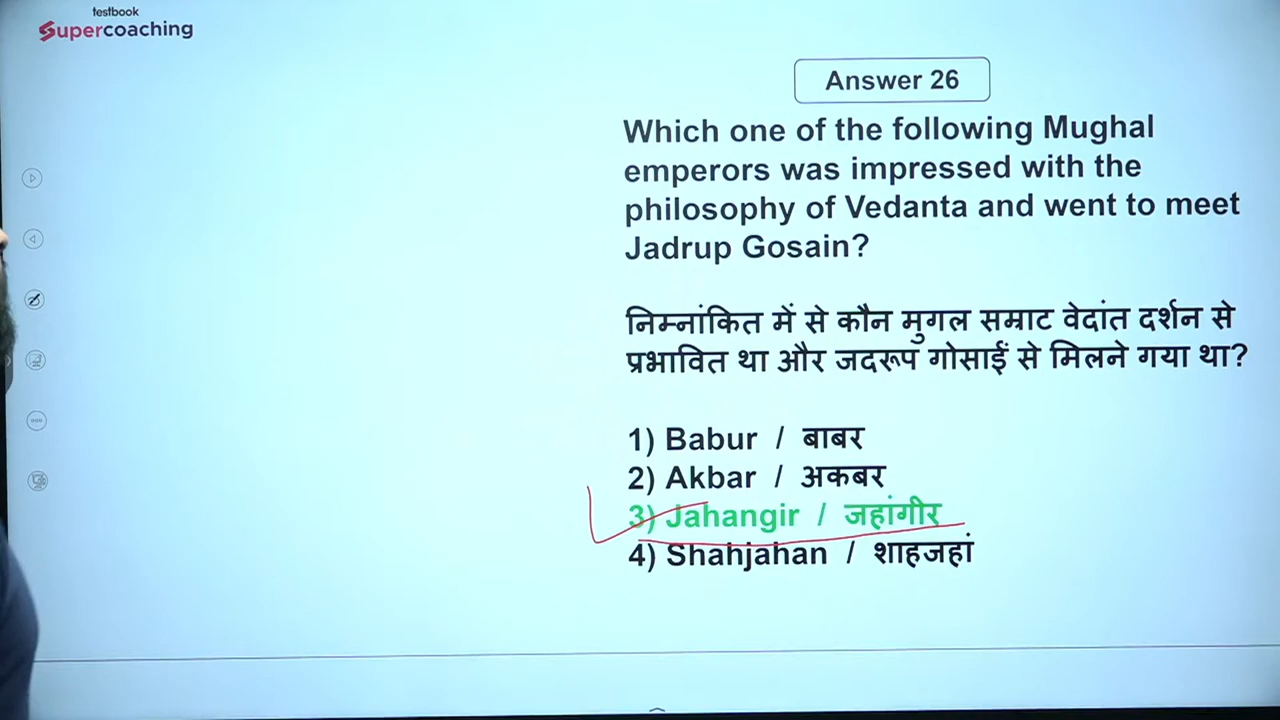 testbook
Supercoaching
Answer 26
Which one of the following Mughal
emperors was impressed with the
philosophy of Vedanta and went to meet
Jadrup Gosain?
निम्नांकित में से कौन मुगल सम्राट वेदांत दर्शन से
प्रभावित था और जदरूप गोसाईं से मिलने गया था?
1) Babur / बाबर
2) Akbar / अकबर
3) Jahangir / जहांगीर
4) Shahjahan / शाहजहां